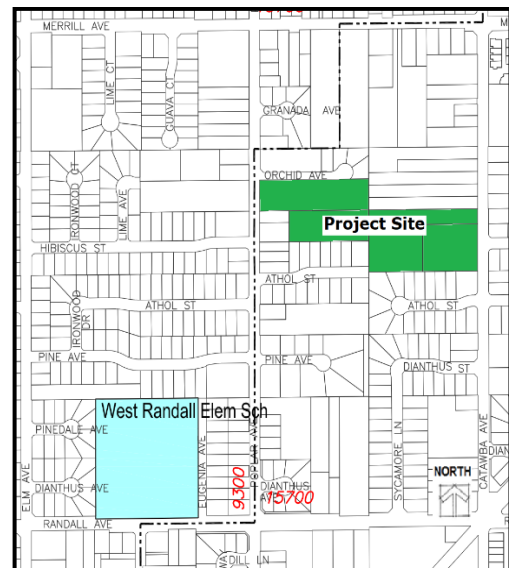 MERRILL AVE
LIME CT
GUAVA CT
GRANADA AVE
IRONWOOD CT
LIME AVE
ORCHID AVE
Project Site
HIBISCUS ST
ATHOL ST
ATHOL ST
ATHOL ST
IRONWOOD DR
PINE AVE
PINE AVE
DIANTHUS ST
West Randall Elem Sch
PINEDALE AVE
ELM AVE
DIANTHUS AVE
EUGENIA AVE
9300
DIANTHUS
15700
SYCAMORE LN
NORTH
CATAWBA AVE
RANDALL AVE
DILL LN